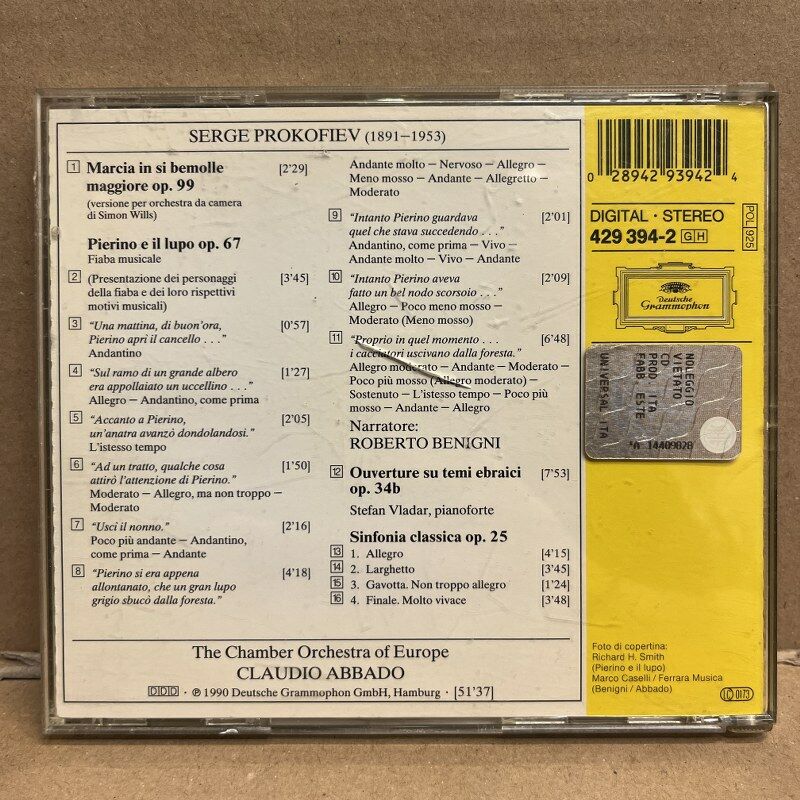 SERGE PROKOFIEV (1891–1953)
1 Marcia in si bemolle [2'29]
maggiore op. 99
(versione per orchestra da camera
di Simon Wills)
Pierino e il lupo op. 67
Fiaba musicale
2 (Presentazione dei personaggi [3'45]
della fiaba e dei loro rispettivi
motivi musicali)
3 "Una mattina, di buon'ora, [0'57]
Pierino aprì il cancello . . ."
Andantino
4 "Sul ramo di un grande albero [1'27]
era appollaiato un uccellino . . ."
Allegro – Andantino, come prima
5 "Accanto a Pierino, [2'05]
un'anatra avanzò dondolandosi."
L'istesso tempo
6 "Ad un tratto, qualche cosa [1'50]
attirò l'attenzione di Pierino."
Moderato – Allegro, ma non troppo –
Moderato
7 "Uscì il nonno." [2'16]
Poco più andante – Andantino,
come prima – Andante
8 "Pierino si era appena [4'18]
allontanato, che un gran lupo
grigio sbucò dalla foresta."
Andante molto – Nervoso – Allegro –
Meno mosso – Andante – Allegretto –
Moderato
9 "Intanto Pierino guardava [2'01]
quel che stava succedendo . . ."
Andantino, come prima – Vivo –
Andante molto – Vivo – Andante
10 "Intanto Pierino aveva [2'09]
fatto un bel nodo scorsoio . . ."
Allegro – Poco meno mosso –
Moderato (Meno mosso)
11 "Proprio in quel momento . . . [6'48]
i cacciatori uscivano dalla foresta."
Allegro moderato – Andante – Moderato –
Poco più mosso (Allegro moderato) –
Sostenuto – L'istesso tempo – Poco più
mosso – Andante – Allegro
Narratore:
ROBERTO BENIGNI
12 Ouverture su temi ebraici [7'53]
op. 34b
Stefan Vladar, pianoforte
Sinfonia classica op. 25
13 1. Allegro [4'15]
14 2. Larghetto [3'45]
15 3. Gavotta. Non troppo allegro [1'24]
16 4. Finale. Molto vivace [3'48]
The Chamber Orchestra of Europe
CLAUDIO ABBADO
DDD · ℗ 1990 Deutsche Grammophon GmbH, Hamburg · [51'37]
0 28942 93942 4
DIGITAL · STEREO
429 394-2 GH
POL 925
Deutsche
Grammophon
NOLEGGIO
VIETATO
CD
PROD ITA
FABB. ESTE
UNIVERSAL ITA
*A 14409828
Foto di copertina:
Richard H. Smith
(Pierino e il lupo)
Marco Caselli / Ferrara Musica
(Benigni / Abbado)
LC 0173